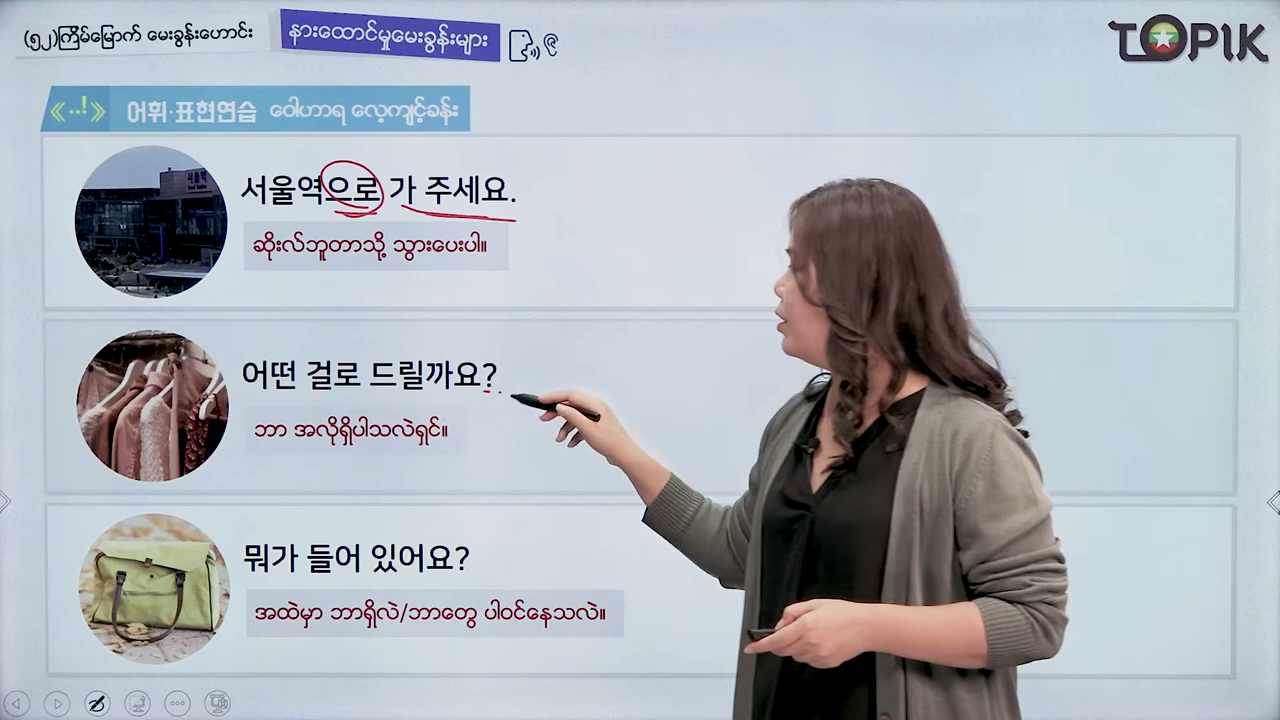 (၅၂)ကြိမ်မြောက် မေးခွန်းဟောင်း
နားထောင်မှုမေးခွန်းများ
TOPIK
어휘·표현연습 ဝေါဟာရ လေ့ကျင့်ခန်း
서울역
서울역으로 가 주세요.
ဆိုးလ်ဘူတာသို့ သွားပေးပါ။
어떤 걸로 드릴까요?
ဘာ အလိုရှိပါသလဲရှင်။
뭐가 들어 있어요?
အထဲမှာ ဘာရှိလဲ/ဘာတွေ ပါဝင်နေသလဲ။